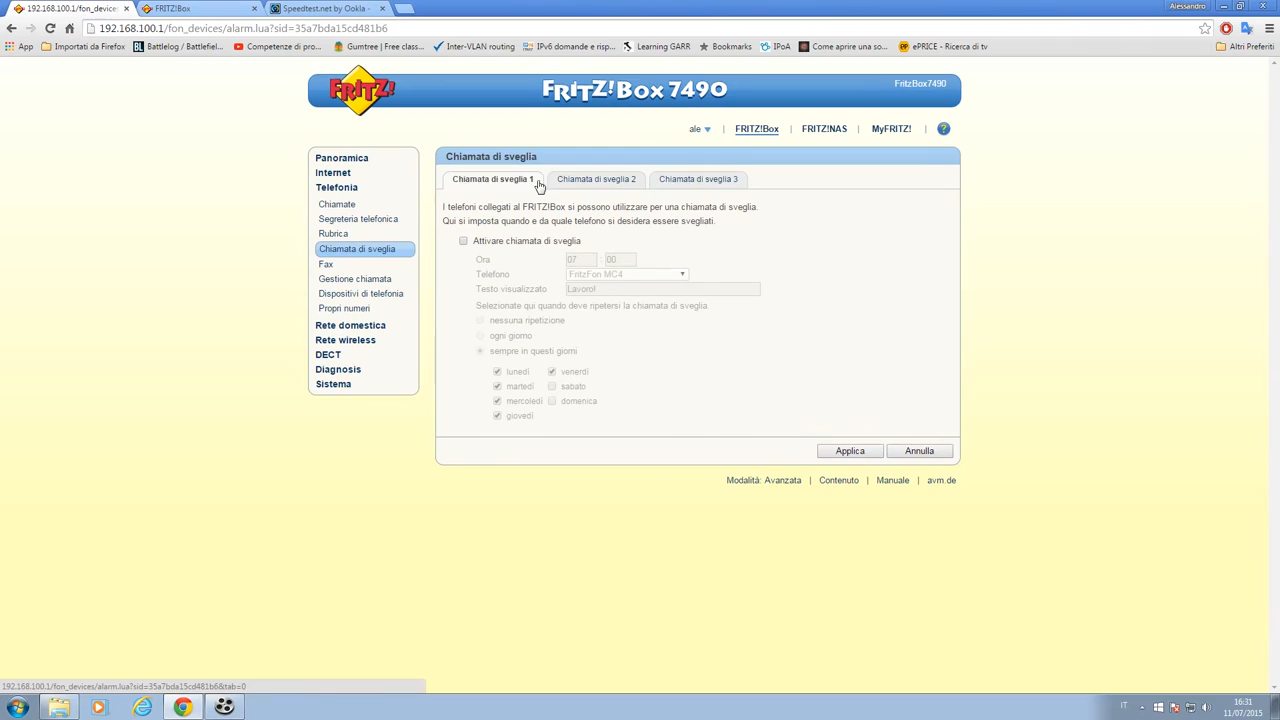 192.168.100.1/fon_devices
FRITZ!Box
Speedtest.net by Ookla -
Alessandro
192.168.100.1/fon_devices/alarm.lua?sid=35a7bda15cd481b6
App
Importati da Firefox
Battlelog / Battlefiel...
Competenze di pro...
Gumtree | Free class...
Inter-VLAN routing
IPv6 domande e risp...
Learning GARR
Bookmarks
IPoA
Come aprire una so...
ePRICE - Ricerca di tv
Altri Preferiti
FRITZ!
FRITZ!Box 7490
FritzBox7490
ale
FRITZ!Box
FRITZ!NAS
MyFRITZ!
?
Panoramica
Internet
Telefonia
Chiamate
Segreteria telefonica
Rubrica
Chiamata di sveglia
Fax
Gestione chiamata
Dispositivi di telefonia
Propri numeri
Rete domestica
Rete wireless
DECT
Diagnosis
Sistema
Chiamata di sveglia
Chiamata di sveglia 1
Chiamata di sveglia 2
Chiamata di sveglia 3
I telefoni collegati al FRITZ!Box si possono utilizzare per una chiamata di sveglia.
Qui si imposta quando e da quale telefono si desidera essere svegliati.
Attivare chiamata di sveglia
Ora 07 : 00
Telefono FritzFon MC4
Testo visualizzato Lavoro!
Selezionate qui quando deve ripetersi la chiamata di sveglia.
nessuna ripetizione
ogni giorno
sempre in questi giorni
lunedì venerdì
martedì sabato
mercoledì domenica
giovedì
Applica Annulla
Modalità: Avanzata | Contenuto | Manuale | avm.de
192.168.100.1/fon_devices/alarm.lua?sid=35a7bda15cd481b6&tab=0
IT
16:31
11/07/2015